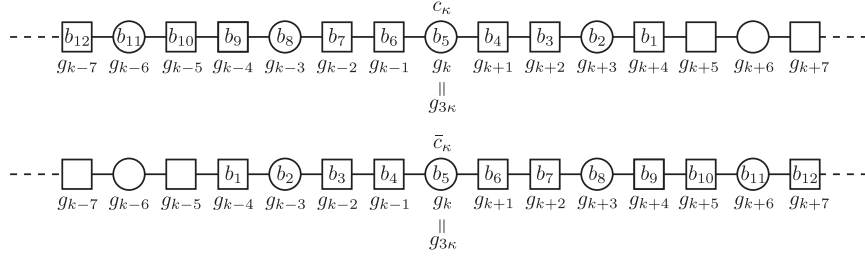 c_κ
b_12 b_11 b_10 b_9 b_8 b_7 b_6 b_5 b_4 b_3 b_2 b_1
g_{k−7} g_{k−6} g_{k−5} g_{k−4} g_{k−3} g_{k−2} g_{k−1} g_k g_{k+1} g_{k+2} g_{k+3} g_{k+4} g_{k+5} g_{k+6} g_{k+7}
=
g_{3κ}
c̄_κ
b_1 b_2 b_3 b_4 b_5 b_6 b_7 b_8 b_9 b_10 b_11 b_12
g_{k−7} g_{k−6} g_{k−5} g_{k−4} g_{k−3} g_{k−2} g_{k−1} g_k g_{k+1} g_{k+2} g_{k+3} g_{k+4} g_{k+5} g_{k+6} g_{k+7}
=
g_{3κ}